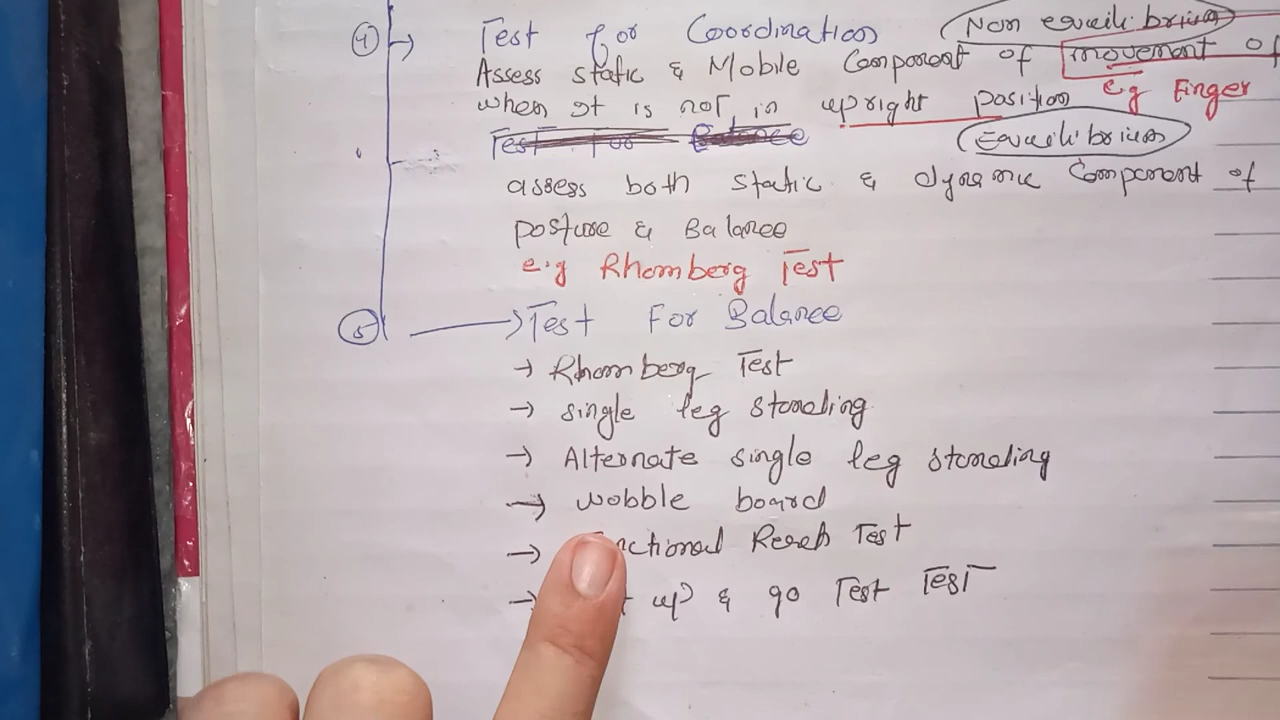 4 → Test for Coordination Non equilibrium
Assess static & Mobile Component of movement of
when it is not in upright position eg Finger
Test for Balance Equilibrium
assess both static & dynamic Component of
posture & Balance
e.g Rhomberg Test
5 → Test For Balance
→ Rhomberg Test
→ single leg standing
→ Alternate single leg standing
→ wobble board
→ nctional Reach Test
→ up & go Test Test